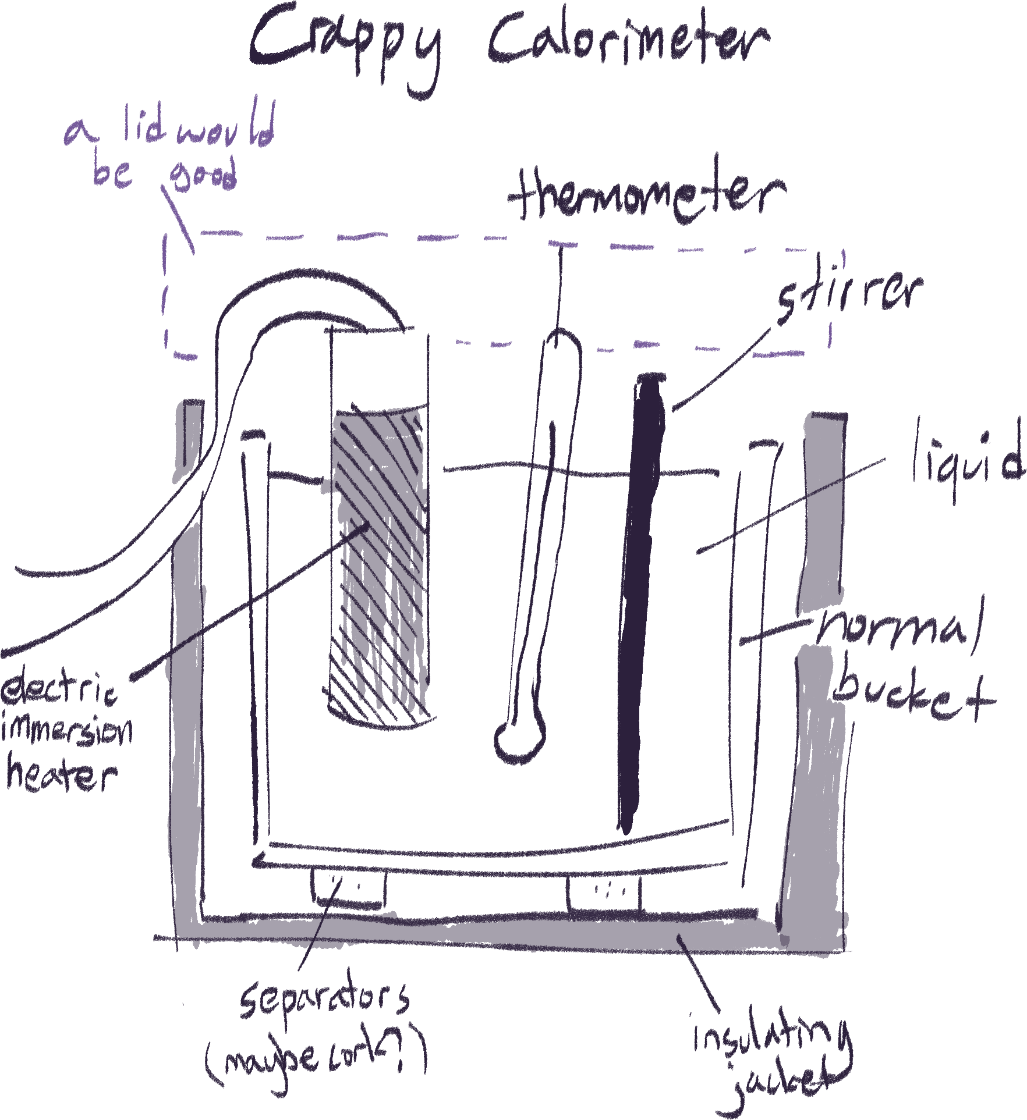 Crappy Calorimeter
a lid would
be good
thermometer
stirrer
liquid
normal
bucket
electric
immersion
heater
separators
(maybe cork?)
insulating
jacket